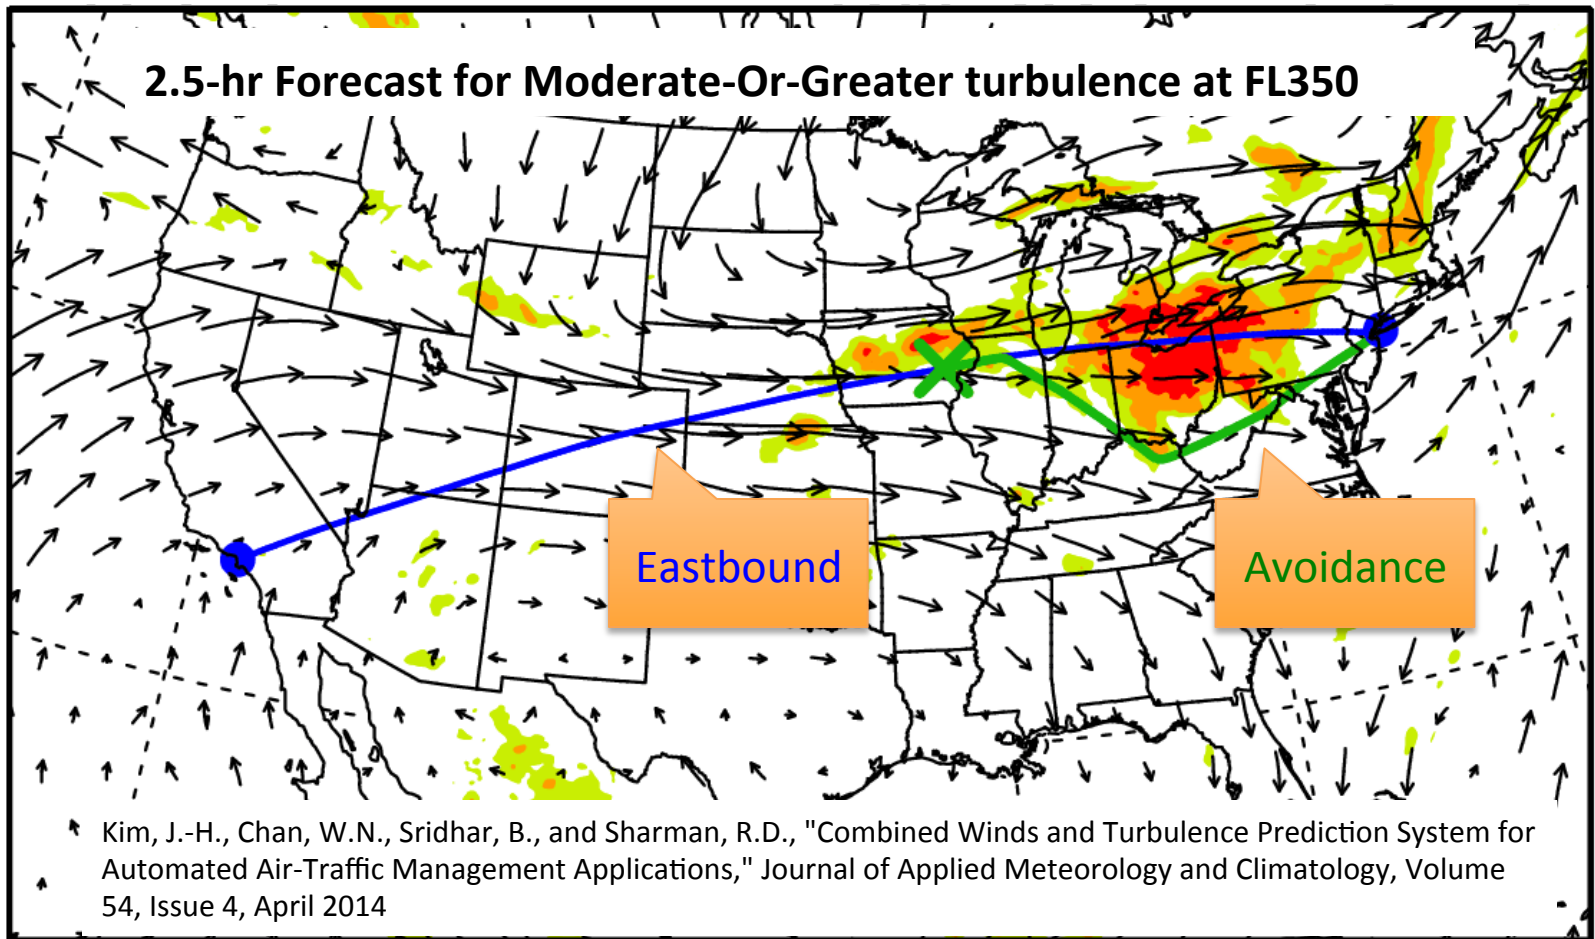 2.5-hr Forecast for Moderate-Or-Greater turbulence at FL350
Eastbound
Avoidance
Kim, J.-H., Chan, W.N., Sridhar, B., and Sharman, R.D., "Combined Winds and Turbulence Prediction System for
Automated Air-Traffic Management Applications," Journal of Applied Meteorology and Climatology, Volume
54, Issue 4, April 2014